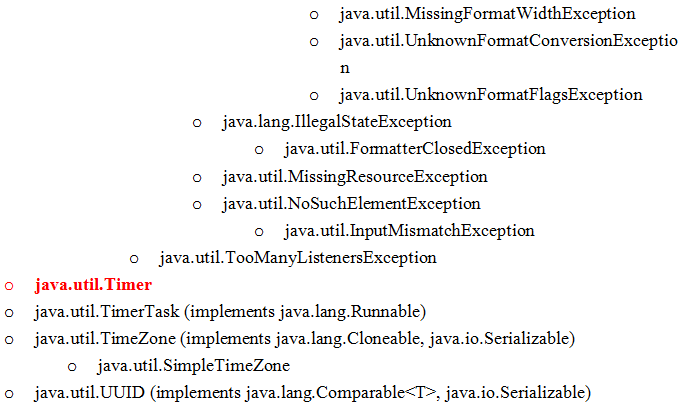 o java.util.MissingFormatWidthException
o java.util.UnknownFormatConversionExceptio
n
o java.util.UnknownFormatFlagsException
o java.lang.IllegalStateException
o java.util.FormatterClosedException
o java.util.MissingResourceException
o java.util.NoSuchElementException
o java.util.InputMismatchException
o java.util.TooManyListenersException
o java.util.Timer
o java.util.TimerTask (implements java.lang.Runnable)
o java.util.TimeZone (implements java.lang.Cloneable, java.io.Serializable)
o java.util.SimpleTimeZone
o java.util.UUID (implements java.lang.Comparable<T>, java.io.Serializable)